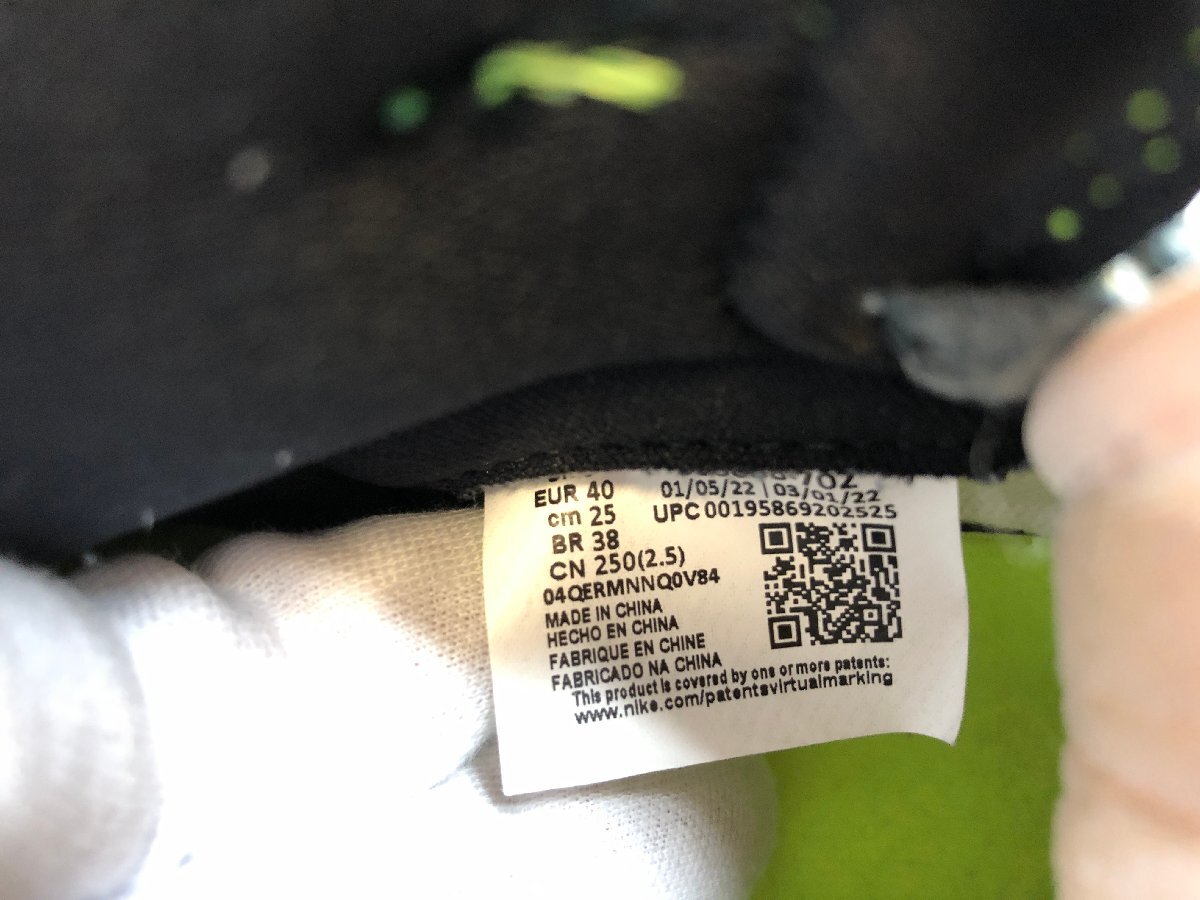 EUR 40
01/05/22 | 03/01/22
cm 25
UPC 00195869202525
BR 38
CN 250(2.5)
04QERMNNQ0V84
MADE IN CHINA
HECHO EN CHINA
FABRIQUE EN CHINE
FABRICADO NA CHINA
This product is covered by one or more patents:
www.nike.com/patentsvirtualmarking